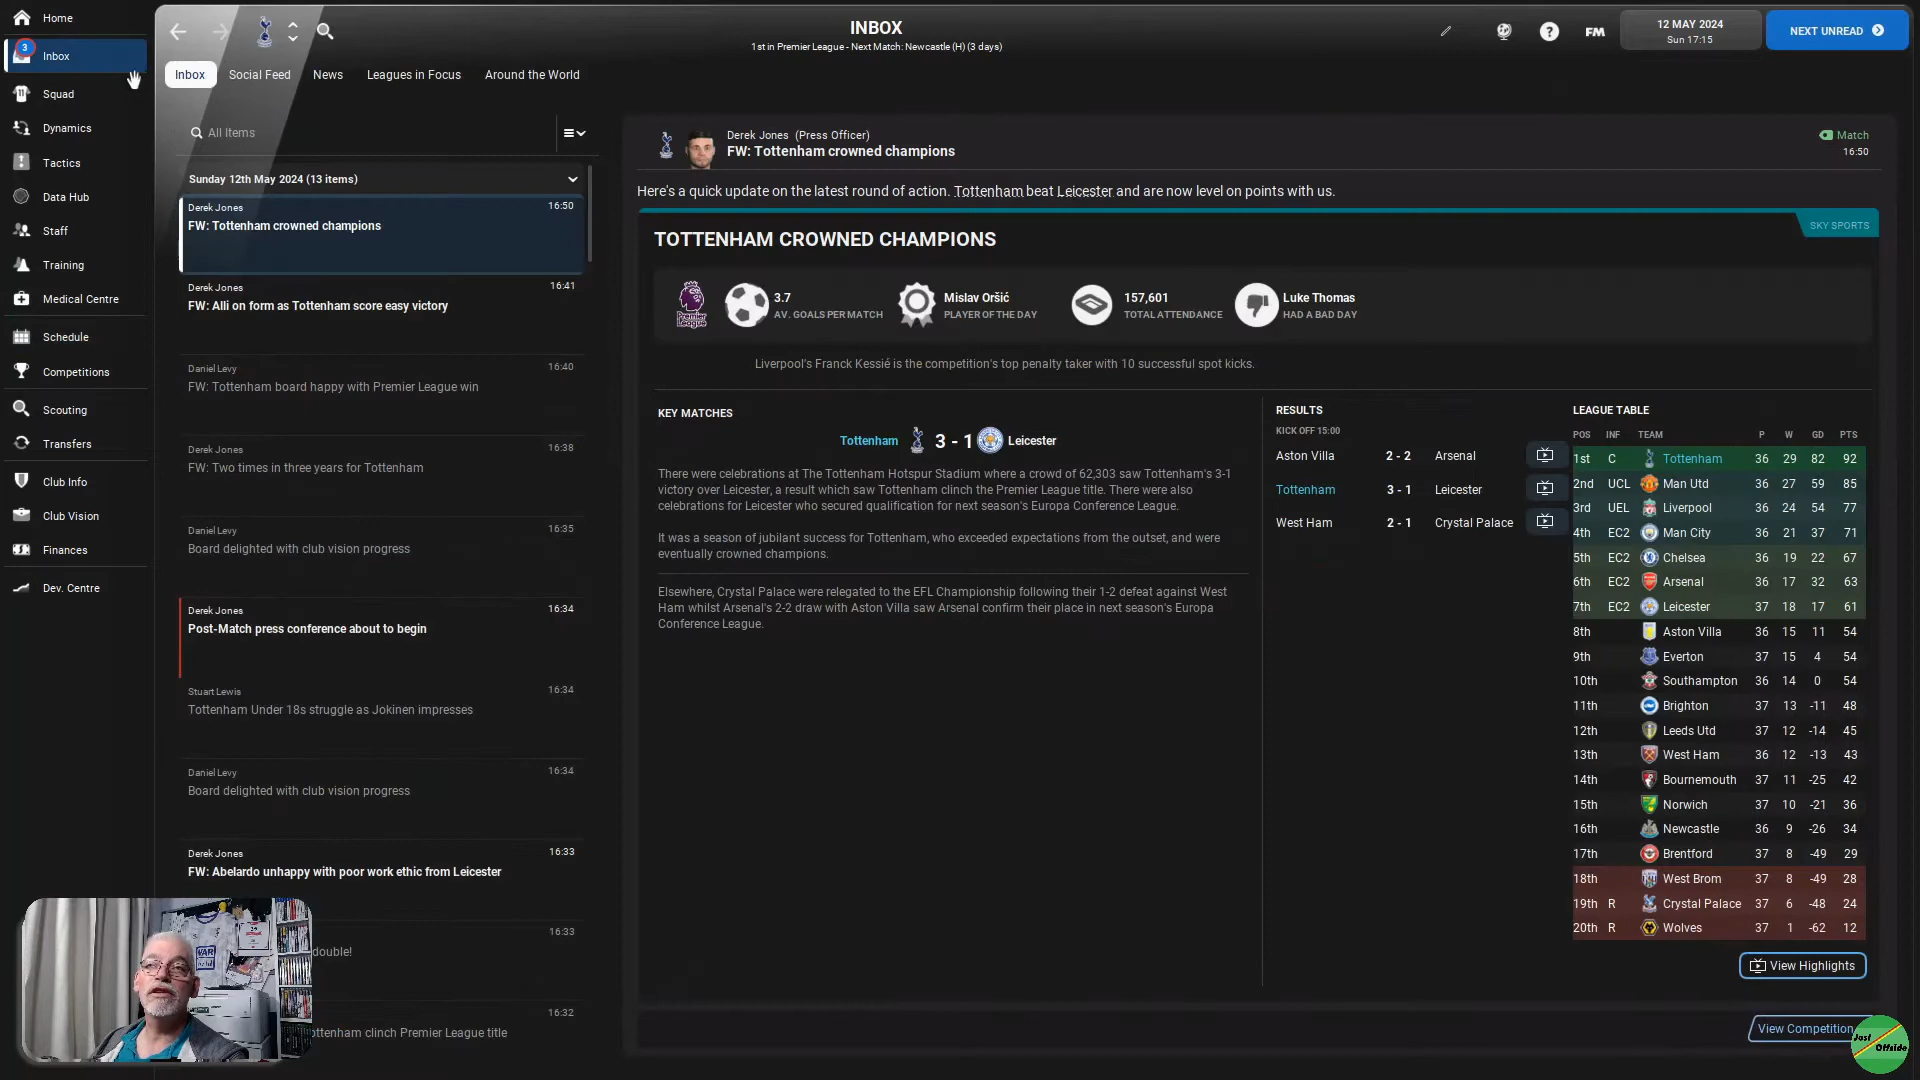 Home
3
Inbox
Squad
Dynamics
Tactics
Data Hub
Staff
Training
Medical Centre
Schedule
Competitions
Scouting
Transfers
Club Info
Club Vision
Finances
Dev. Centre
INBOX
1st in Premier League - Next Match: Newcastle (H) (3 days)
FM
12 MAY 2024
Sun 17:15
NEXT UNREAD
Inbox Social Feed News Leagues in Focus Around the World
All Items
Sunday 12th May 2024 (13 items)
Derek Jones 16:50
FW: Tottenham crowned champions
Derek Jones 16:41
FW: Alli on form as Tottenham score easy victory
Daniel Levy 16:40
FW: Tottenham board happy with Premier League win
Derek Jones 16:38
FW: Two times in three years for Tottenham
Daniel Levy 16:35
Board delighted with club vision progress
Derek Jones 16:34
Post-Match press conference about to begin
Stuart Lewis 16:34
Tottenham Under 18s struggle as Jokinen impresses
Daniel Levy 16:34
Board delighted with club vision progress
Derek Jones 16:33
FW: Abelardo unhappy with poor work ethic from Leicester
16:33
double!
16:32
ottenham clinch Premier League title
Derek Jones (Press Officer)
FW: Tottenham crowned champions
Match
16:50
Here's a quick update on the latest round of action. Tottenham beat Leicester and are now level on points with us.
SKY SPORTS
TOTTENHAM CROWNED CHAMPIONS
Premier League
3.7
AV. GOALS PER MATCH
Mislav Oršić
PLAYER OF THE DAY
157,601
TOTAL ATTENDANCE
Luke Thomas
HAD A BAD DAY
Liverpool's Franck Kessié is the competition's top penalty taker with 10 successful spot kicks.
KEY MATCHES
Tottenham 3 - 1 Leicester
There were celebrations at The Tottenham Hotspur Stadium where a crowd of 62,303 saw Tottenham's 3-1
victory over Leicester, a result which saw Tottenham clinch the Premier League title. There were also
celebrations for Leicester who secured qualification for next season's Europa Conference League.
It was a season of jubilant success for Tottenham, who exceeded expectations from the outset, and were
eventually crowned champions.
Elsewhere, Crystal Palace were relegated to the EFL Championship following their 1-2 defeat against West
Ham whilst Arsenal's 2-2 draw with Aston Villa saw Arsenal confirm their place in next season's Europa
Conference League.
RESULTS
KICK OFF 15:00
Aston Villa 2 - 2 Arsenal
Tottenham 3 - 1 Leicester
West Ham 2 - 1 Crystal Palace
LEAGUE TABLE
POS INF TEAM P W GD PTS
1st C Tottenham 36 29 82 92
2nd UCL Man Utd 36 27 59 85
3rd UEL Liverpool 36 24 54 77
4th EC2 Man City 36 21 37 71
5th EC2 Chelsea 36 19 22 67
6th EC2 Arsenal 36 17 32 63
7th EC2 Leicester 37 18 17 61
8th Aston Villa 36 15 11 54
9th Everton 37 15 4 54
10th Southampton 36 14 0 54
11th Brighton 37 13 -11 48
12th Leeds Utd 37 12 -14 45
13th West Ham 36 12 -13 43
14th Bournemouth 37 11 -25 42
15th Norwich 37 10 -21 36
16th Newcastle 36 9 -26 34
17th Brentford 37 8 -49 29
18th West Brom 37 8 -49 28
19th R Crystal Palace 37 6 -48 24
20th R Wolves 37 1 -62 12
View Highlights
View Competition
Just
Offside
VAR